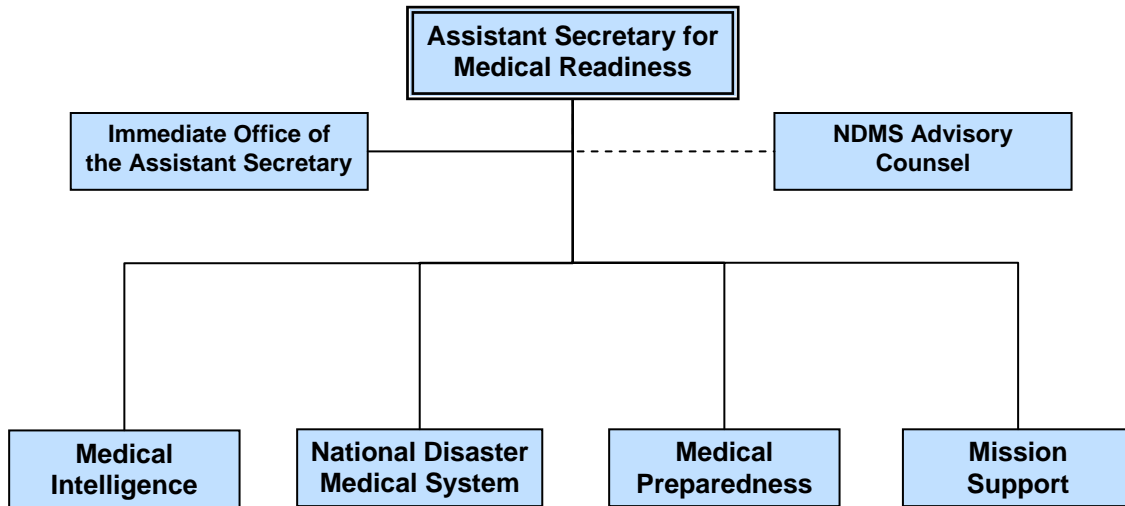 Assistant Secretary for
Medical Readiness
Immediate Office of
the Assistant Secretary
NDMS Advisory
Counsel
Medical
Intelligence
National Disaster
Medical System
Medical
Preparedness
Mission
Support